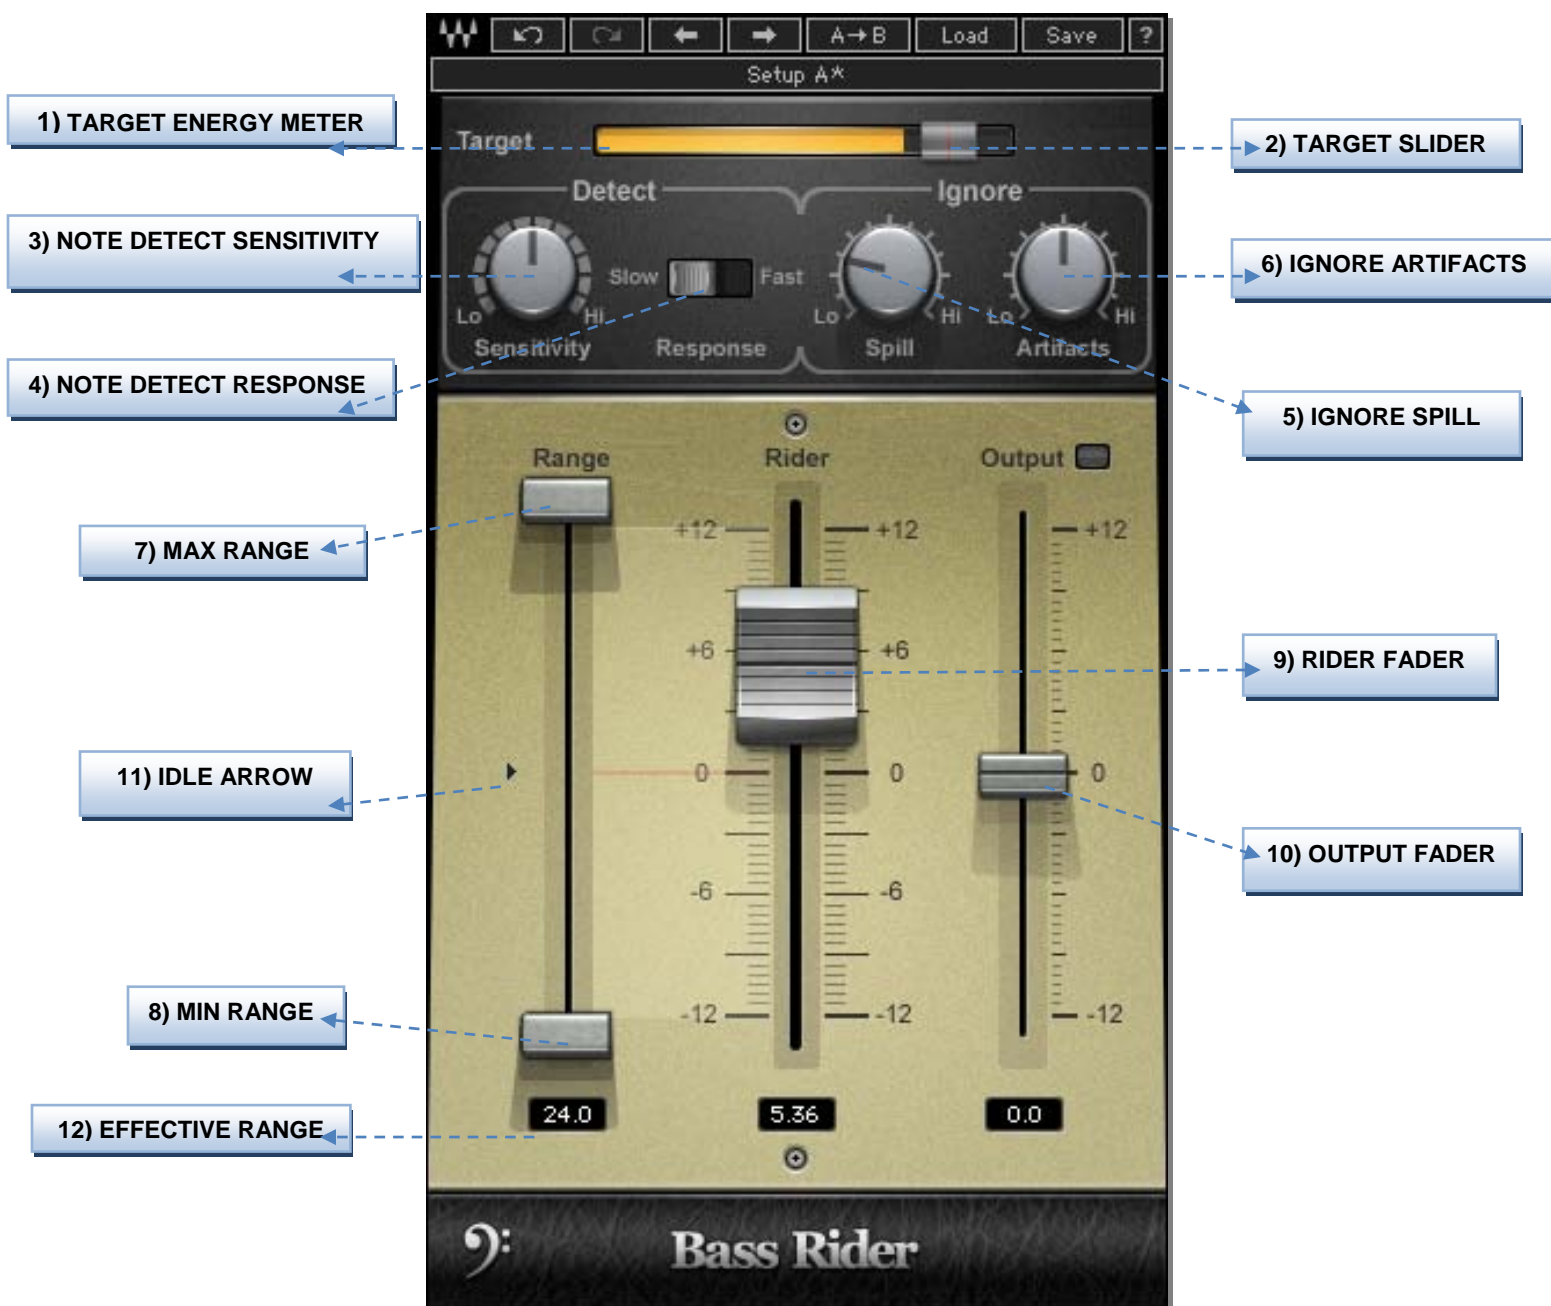 A→B Load Save ?
Setup A*
1) TARGET ENERGY METER
Target
2) TARGET SLIDER
Detect
Ignore
3) NOTE DETECT SENSITIVITY
Slow
Fast
6) IGNORE ARTIFACTS
Lo
Hi
Lo
Hi
Lo
Hi
Sensitivity
Response
Spill
Artifacts
4) NOTE DETECT RESPONSE
5) IGNORE SPILL
Range
Rider
Output
+12
+12
+12
7) MAX RANGE
+6
+6
9) RIDER FADER
11) IDLE ARROW
0
0
0
10) OUTPUT FADER
-6
-6
8) MIN RANGE
-12
-12
-12
24.0
5.36
0.0
12) EFFECTIVE RANGE
Bass Rider